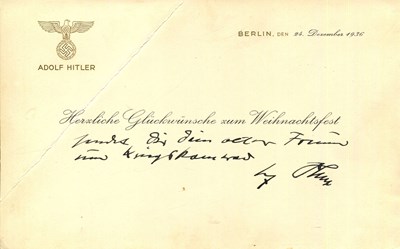 ADOLF HITLER
BERLIN, DEN 24. Dezember 1936
Herzliche Glückwünsche zum Weihnachtsfest
sendet Dir Dein alter Freund
und Kriegskamerad